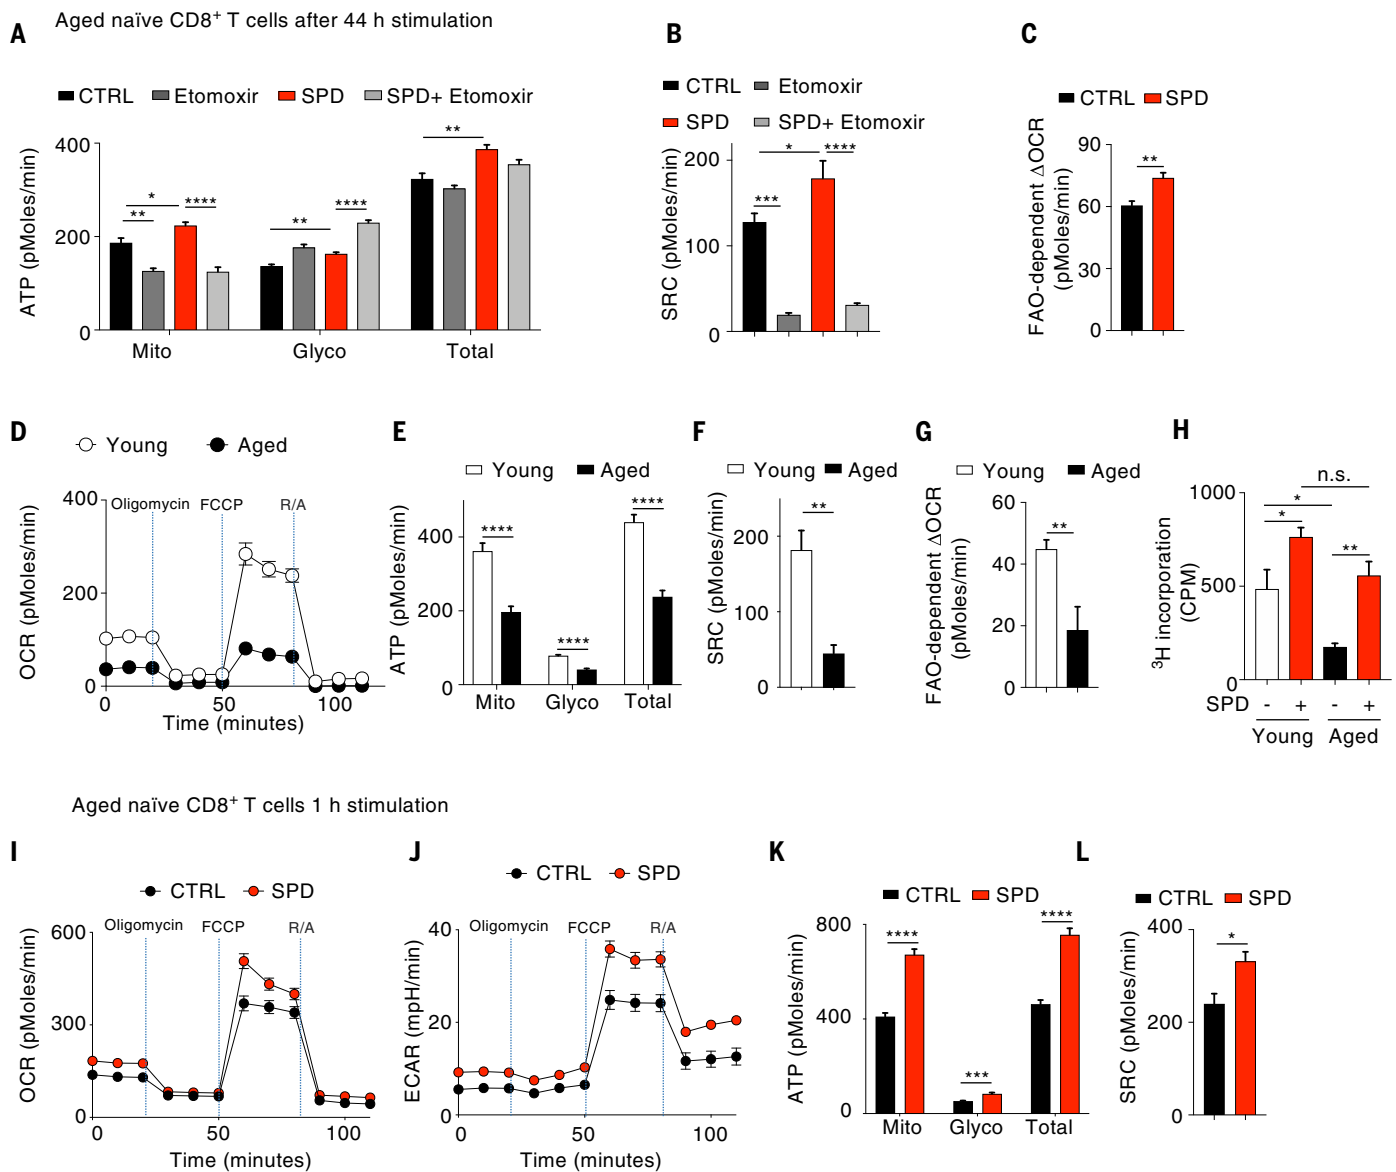 Aged naïve CD8+ T cells after 44 h stimulation
A
CTRL Etomoxir SPD SPD+ Etomoxir
ATP (pMoles/min)
400
200
0
** * ** **** ** **** **
Mito Glyco Total
B
CTRL Etomoxir
SPD SPD+ Etomoxir
SRC (pMoles/min)
200
100
0
*** * ****
C
CTRL SPD
FAO-dependent ΔOCR
(pMoles/min)
90
60
30
0
**
D
Young Aged
OCR (pMoles/min)
400
200
0
Oligomycin FCCP R/A
0 50 100
Time (minutes)
E
Young Aged
ATP (pMoles/min)
400
200
0
**** **** ****
Mito Glyco Total
F
Young Aged
SRC (pMoles/min)
200
100
0
**
G
Young Aged
FAO-dependent ΔOCR
(pMoles/min)
60
40
20
0
**
H
3H incorporation
(CPM)
1000
500
0
n.s.
*
* **
SPD - + - +
Young Aged
Aged naïve CD8+ T cells 1 h stimulation
I
CTRL SPD
OCR (pMoles/min)
600
300
0
Oligomycin FCCP R/A
0 50 100
Time (minutes)
J
CTRL SPD
ECAR (mpH/min)
40
20
0
Oligomycin FCCP R/A
0 50 100
Time (minutes)
K
CTRL SPD
ATP (pMoles/min)
800
400
0
**** *** ****
Mito Glyco Total
L
CTRL SPD
SRC (pMoles/min)
400
200
0
*